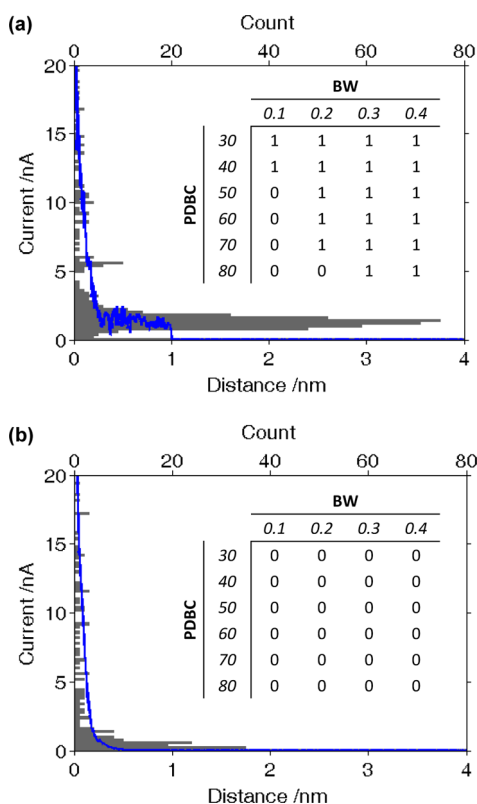 (a)
Count
0 20 40 60 80
20
15
10
5
0
Current /nA
BW
0.1 0.2 0.3 0.4
PDBC
30 1 1 1 1
40 1 1 1 1
50 0 1 1 1
60 0 1 1 1
70 0 1 1 1
80 0 0 1 1
0 1 2 3 4
Distance /nm
(b)
Count
0 20 40 60 80
20
15
10
5
0
Current /nA
BW
0.1 0.2 0.3 0.4
PDBC
30 0 0 0 0
40 0 0 0 0
50 0 0 0 0
60 0 0 0 0
70 0 0 0 0
80 0 0 0 0
0 1 2 3 4
Distance /nm